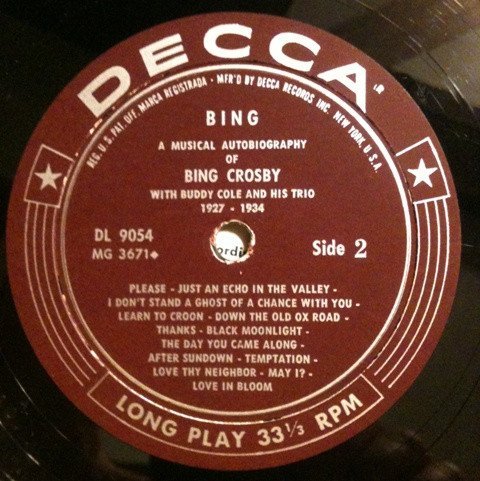 DECCA
REG. U.S. PAT. OFF. MARCA REGISTRADA • MFR'D BY DECCA RECORDS INC. NEW YORK, U.S.A.
BING
A MUSICAL AUTOBIOGRAPHY
OF
BING CROSBY
WITH BUDDY COLE AND HIS TRIO
1927 - 1934
DL 9054
MG 3671◆
Side 2
PLEASE - JUST AN ECHO IN THE VALLEY -
I DON'T STAND A GHOST OF A CHANCE WITH YOU -
LEARN TO CROON - DOWN THE OLD OX ROAD -
THANKS - BLACK MOONLIGHT -
THE DAY YOU CAME ALONG -
AFTER SUNDOWN - TEMPTATION -
LOVE THY NEIGHBOR - MAY I? -
LOVE IN BLOOM
LONG PLAY 33⅓ RPM